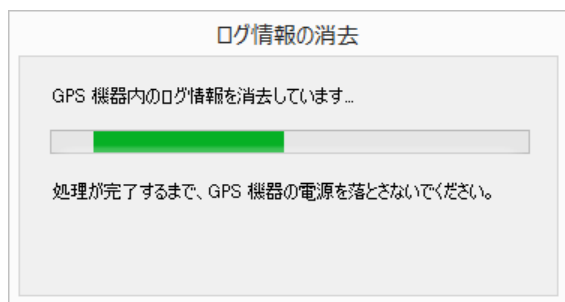 ログ情報の消去
GPS 機器内のログ情報を消去しています...
処理が完了するまで、GPS 機器の電源を落とさないでください。